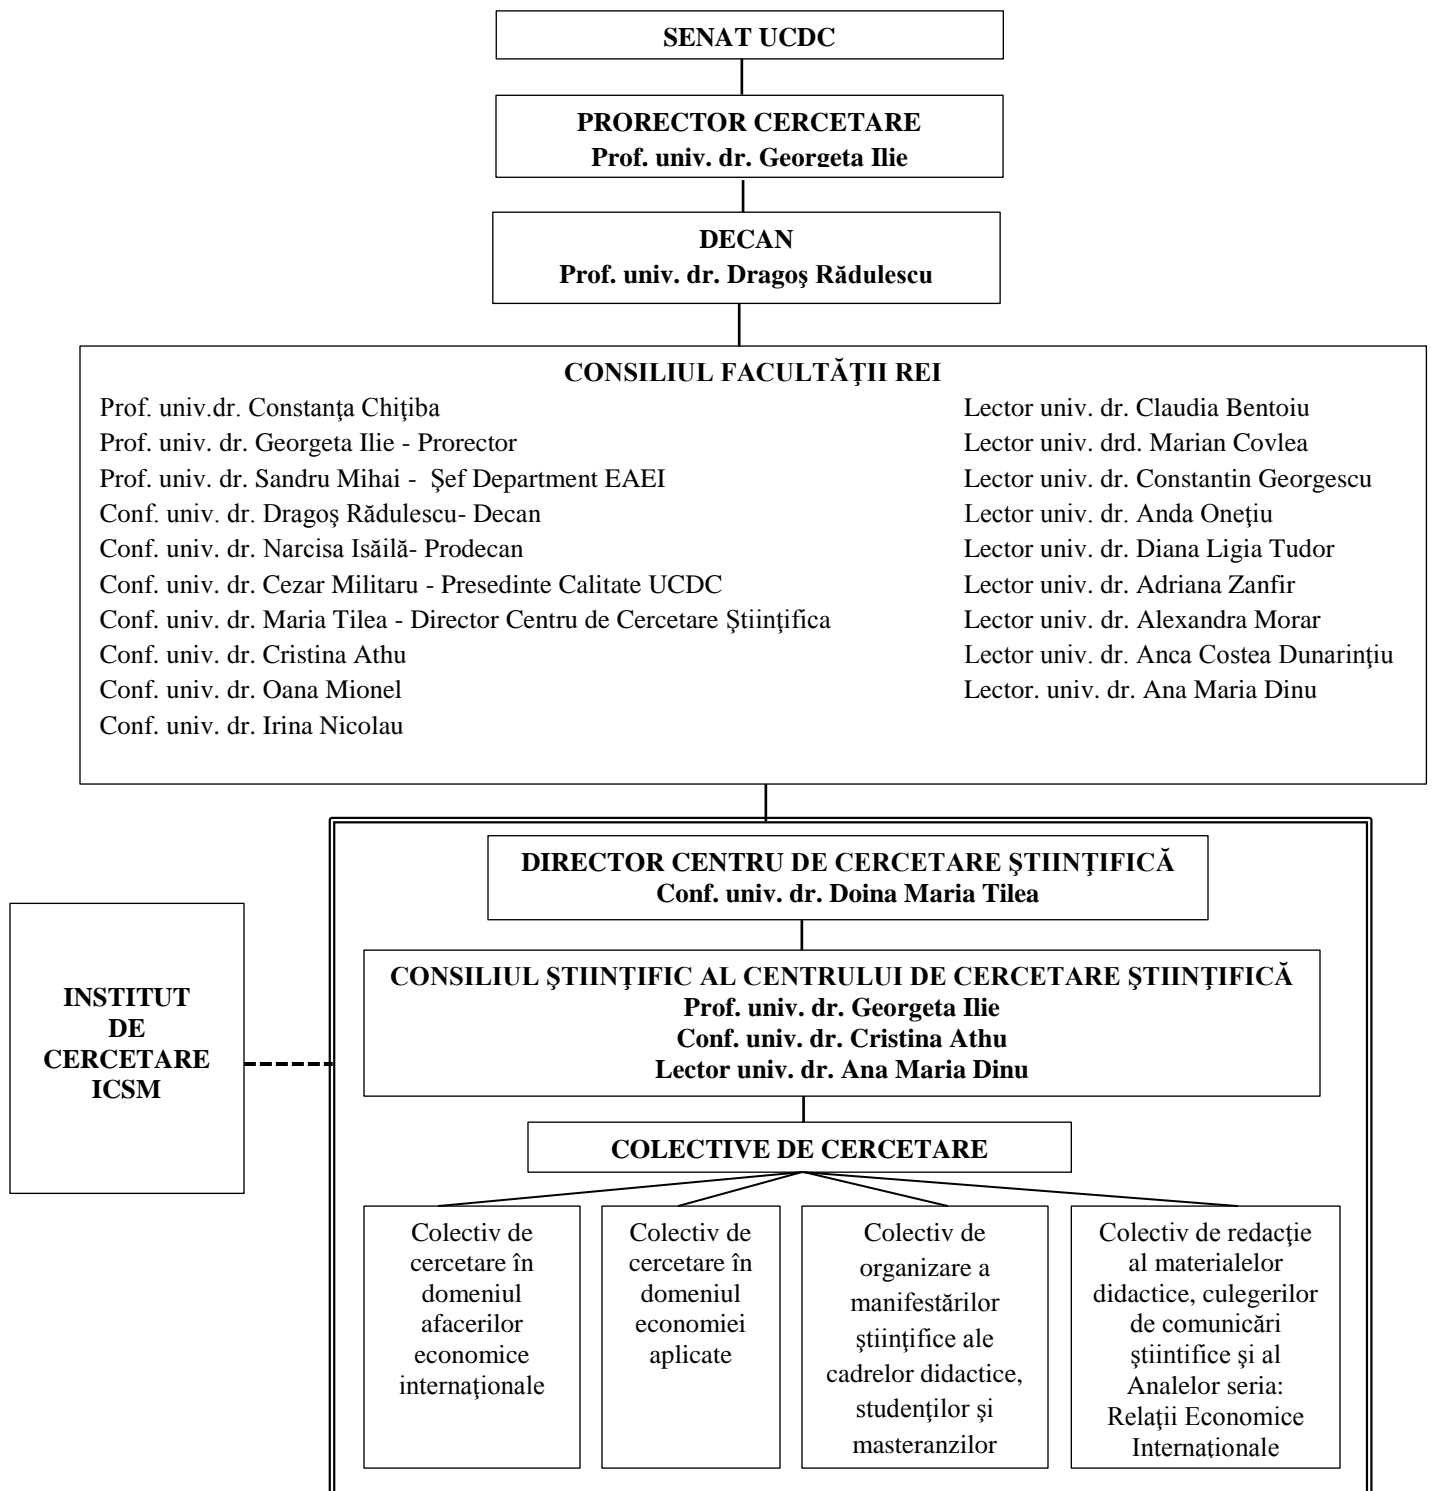 SENAT UCDC
PRORECTOR CERCETARE
Prof. univ. dr. Georgeta Ilie
DECAN
Prof. univ. dr. Dragoş Rădulescu
CONSILIUL FACULTĂŢII REI
Prof. univ.dr. Constanţa Chiţiba
Prof. univ. dr. Georgeta Ilie - Prorector
Prof. univ. dr. Sandru Mihai - Şef Department EAEI
Conf. univ. dr. Dragoş Rădulescu- Decan
Conf. univ. dr. Narcisa Isăilă- Prodecan
Conf. univ. dr. Cezar Militaru - Presedinte Calitate UCDC
Conf. univ. dr. Maria Tilea - Director Centru de Cercetare Ştiinţifica
Conf. univ. dr. Cristina Athu
Conf. univ. dr. Oana Mionel
Conf. univ. dr. Irina Nicolau
Lector univ. dr. Claudia Bentoiu
Lector univ. drd. Marian Covlea
Lector univ. dr. Constantin Georgescu
Lector univ. dr. Anda Oneţiu
Lector univ. dr. Diana Ligia Tudor
Lector univ. dr. Adriana Zanfir
Lector univ. dr. Alexandra Morar
Lector univ. dr. Anca Costea Dunarinţiu
Lector. univ. dr. Ana Maria Dinu
DIRECTOR CENTRU DE CERCETARE ŞTIINŢIFICĂ
Conf. univ. dr. Doina Maria Tilea
INSTITUT
DE
CERCETARE
ICSM
CONSILIUL ŞTIINŢIFIC AL CENTRULUI DE CERCETARE ŞTIINŢIFICĂ
Prof. univ. dr. Georgeta Ilie
Conf. univ. dr. Cristina Athu
Lector univ. dr. Ana Maria Dinu
COLECTIVE DE CERCETARE
Colectiv de
cercetare în
domeniul
afacerilor
economice
internaţionale
Colectiv de
cercetare în
domeniul
economiei
aplicate
Colectiv de
organizare a
manifestărilor
ştiinţifice ale
cadrelor didactice,
studenţilor şi
masteranzilor
Colectiv de redacţie
al materialelor
didactice, culegerilor
de comunicări
ştiintifice şi al
Analelor seria:
Relaţii Economice
Internationale